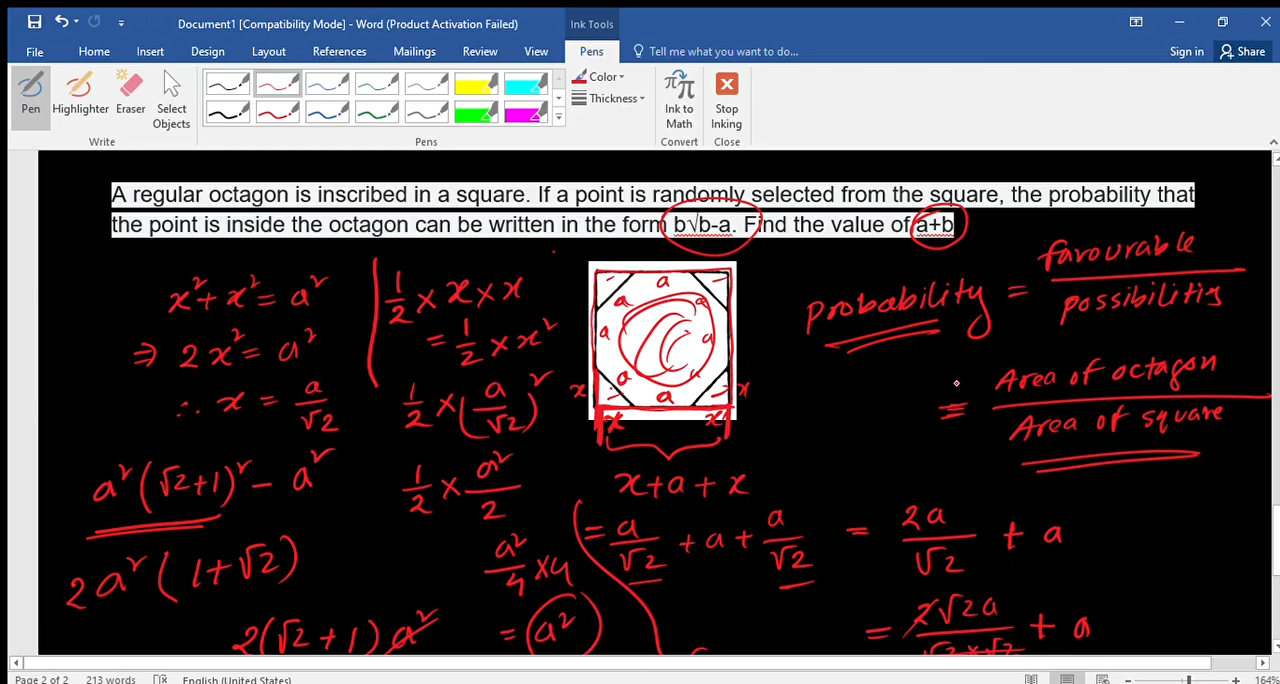 Document1 [Compatibility Mode] - Word (Product Activation Failed)
Ink Tools
File Home Insert Design Layout References Mailings Review View Pens Tell me what you want to do... Sign in Share
Pen Highlighter Eraser Select Objects
Color
Thickness
Ink to Math
Stop Inking
Write Pens Convert Close
A regular octagon is inscribed in a square. If a point is randomly selected from the square, the probability that
the point is inside the octagon can be written in the form b√b-a. Find the value of a+b
x² + x² = a²
⇒ 2x² = a²
∴ x = a/√2
a²(√2+1)² - a²
2a²(1+√2)
2(√2+1)a²
1/2 × x × x
= 1/2 × x²
1/2 × (a/√2)²
1/2 × a²/2
a²/4 × 4
= a²
a
a a
a a
a a
a
x x
x x
x + a + x
= a/√2 + a + a/√2 = 2a/√2 + a
= 2√2a/√2×√2 + a
probability = favourable/possibilities
= Area of octagon/Area of square
Page 2 of 2 213 words English (United States) 164%